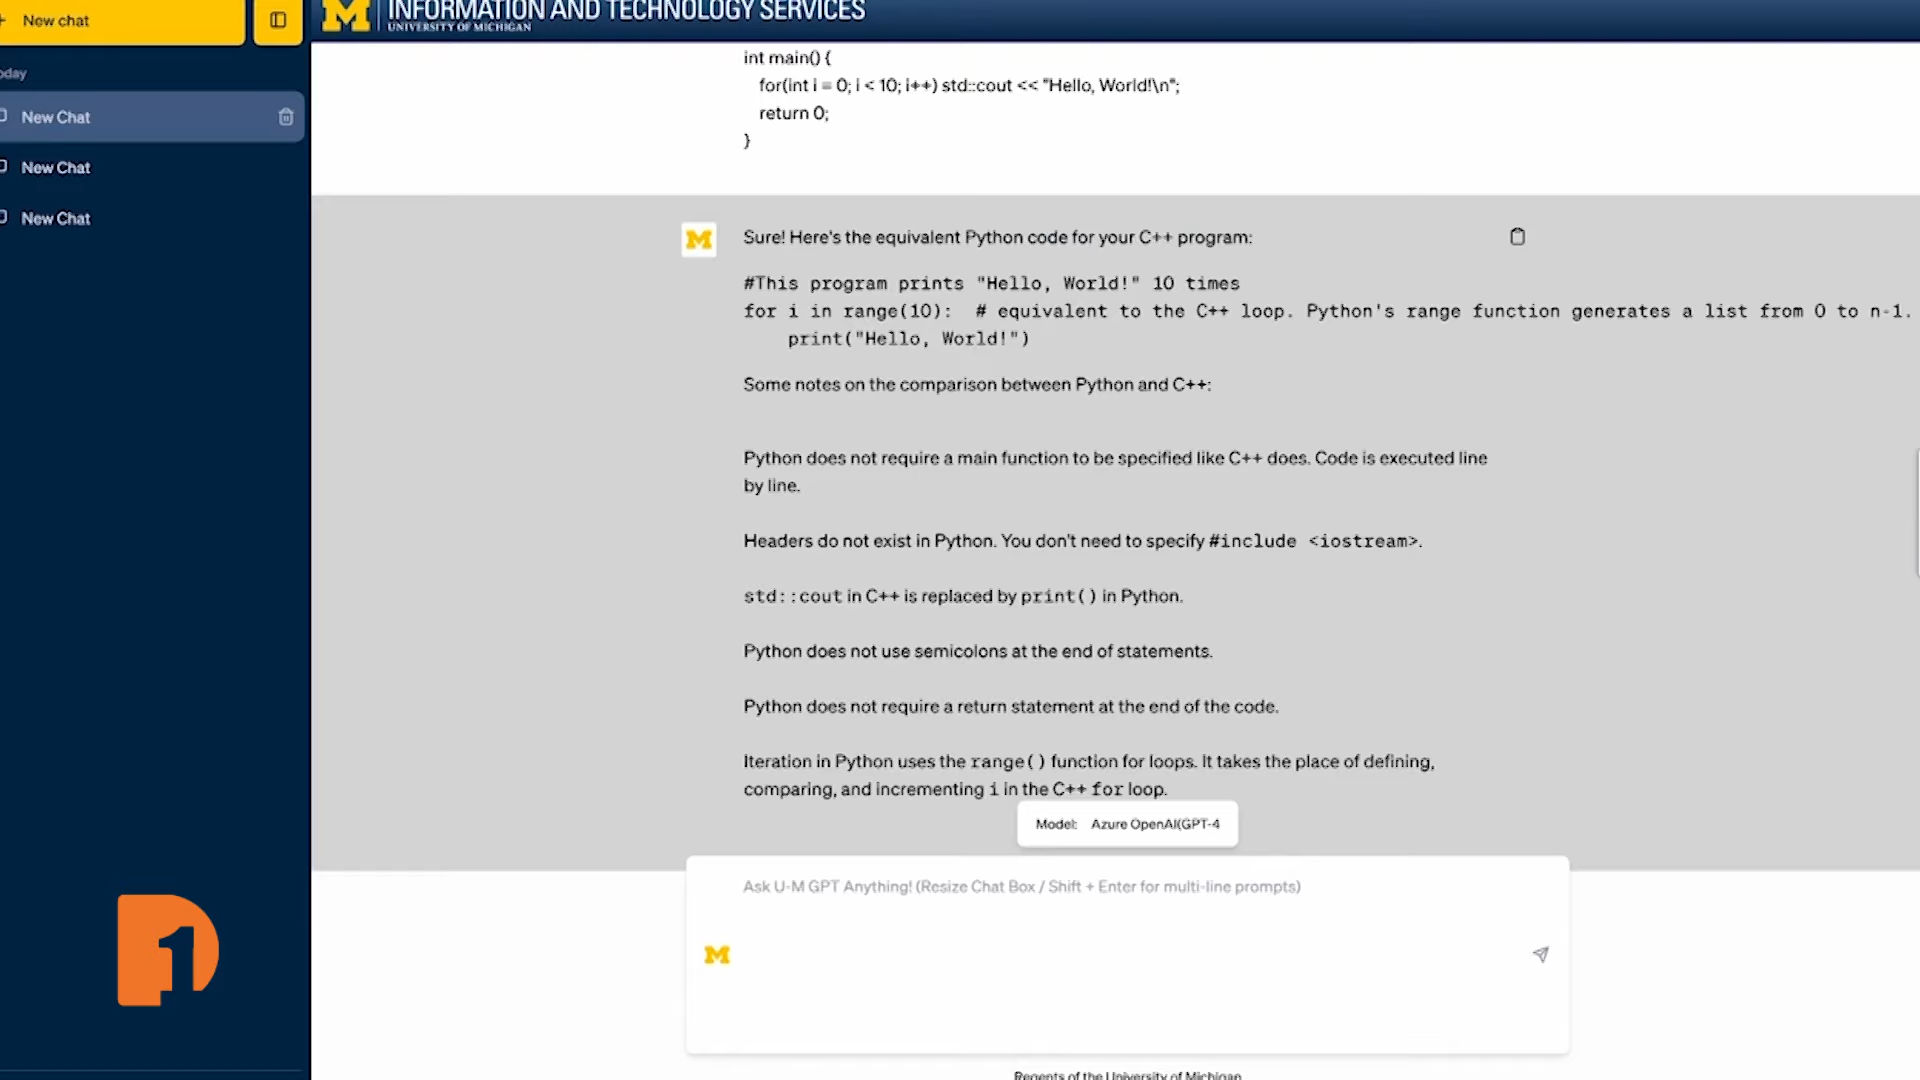 New chat
INFORMATION AND TECHNOLOGY SERVICES
UNIVERSITY OF MICHIGAN
oday
New Chat
New Chat
New Chat
int main() {
for(int i = 0; i < 10; i++) std::cout << "Hello, World!\n";
return 0;
}
Sure! Here's the equivalent Python code for your C++ program:
#This program prints "Hello, World!" 10 times
for i in range(10):  # equivalent to the C++ loop. Python's range function generates a list from 0 to n-1.
print("Hello, World!")
Some notes on the comparison between Python and C++:
Python does not require a main function to be specified like C++ does. Code is executed line
by line.
Headers do not exist in Python. You don't need to specify #include <iostream>.
std::cout in C++ is replaced by print() in Python.
Python does not use semicolons at the end of statements.
Python does not require a return statement at the end of the code.
Iteration in Python uses the range() function for loops. It takes the place of defining,
comparing, and incrementing i in the C++ for loop.
Model: Azure OpenAI(GPT-4
Ask U-M GPT Anything! (Resize Chat Box / Shift + Enter for multi-line prompts)
1
Regents of the University of Michigan